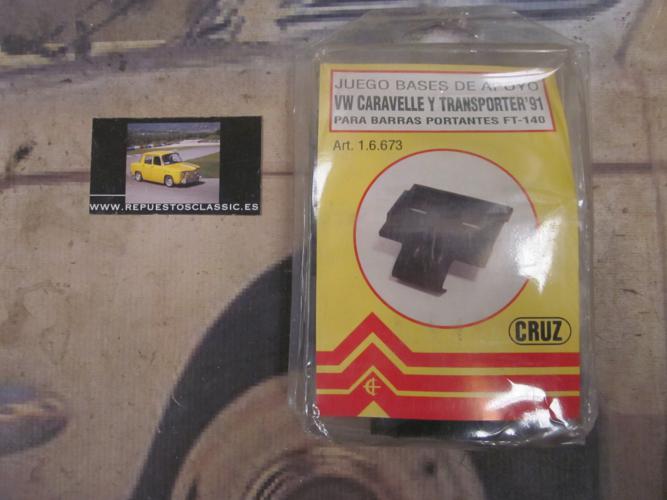 JUEGO BASES DE APOYO
VW CARAVELLE Y TRANSPORTER'91
PARA BARRAS PORTANTES FT-140
Art. 1.6.673
CRUZ
WWW.REPUESTOSCLASSIC.ES